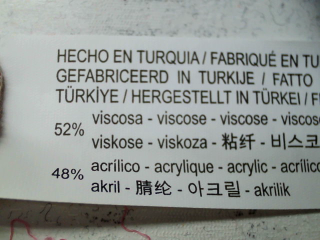 HECHO EN TURQUIA / FABRIQUÉ EN TU
GEFABRICEERD IN TURKIJE / FATTO
TÜRKİYE / HERGESTELLT IN TÜRKEI /
52% viscosa - viscose - viscose - viscose
viskose - viskoza - 粘纤 - 비스코
48% acrílico - acrylique - acrylic - acrílico
akril - 腈纶 - 아크릴 - akrilik